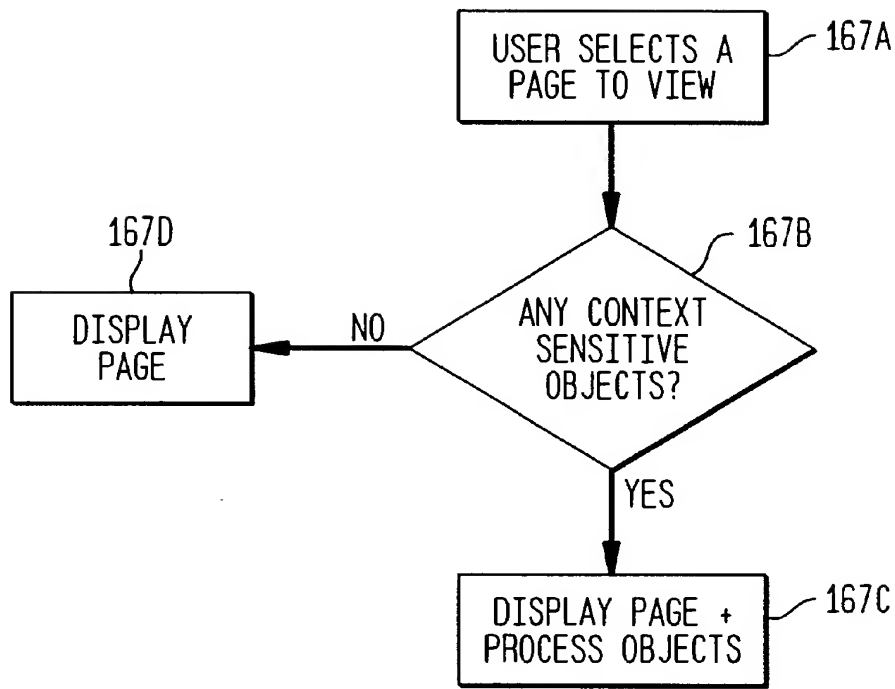 USER SELECTS A
PAGE TO VIEW
167A
167B
ANY CONTEXT
SENSITIVE
OBJECTS?
NO
167D
DISPLAY
PAGE
YES
DISPLAY PAGE +
PROCESS OBJECTS
167C